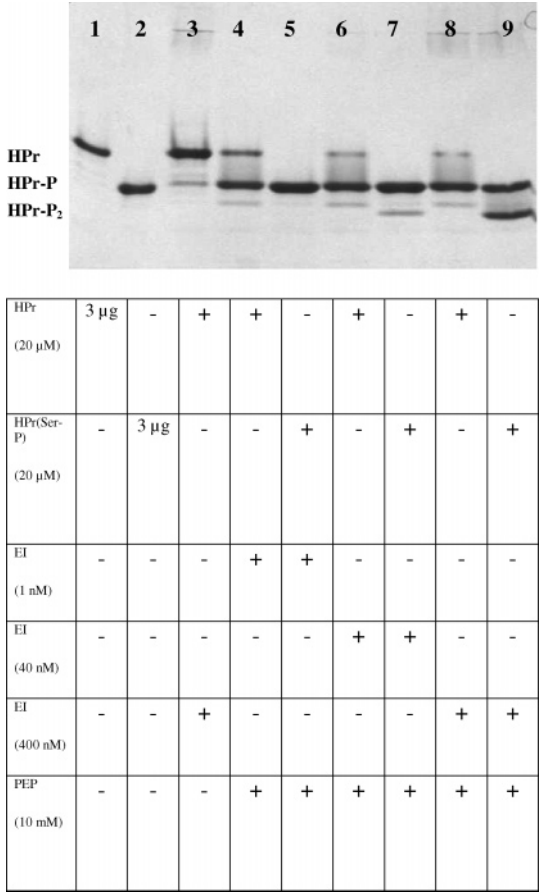 1 2 3 4 5 6 7 8 9
HPr
HPr-P
HPr-P₂
HPr 3 µg - + + - + - + -
(20 µM)
HPr(Ser- - 3 µg - - + - + - +
P)
(20 µM)
EI - - - + + - - - -
(1 nM)
EI - - - - - + + - -
(40 nM)
EI - - + - - - - + +
(400 nM)
PEP - - - + + + + + +
(10 mM)